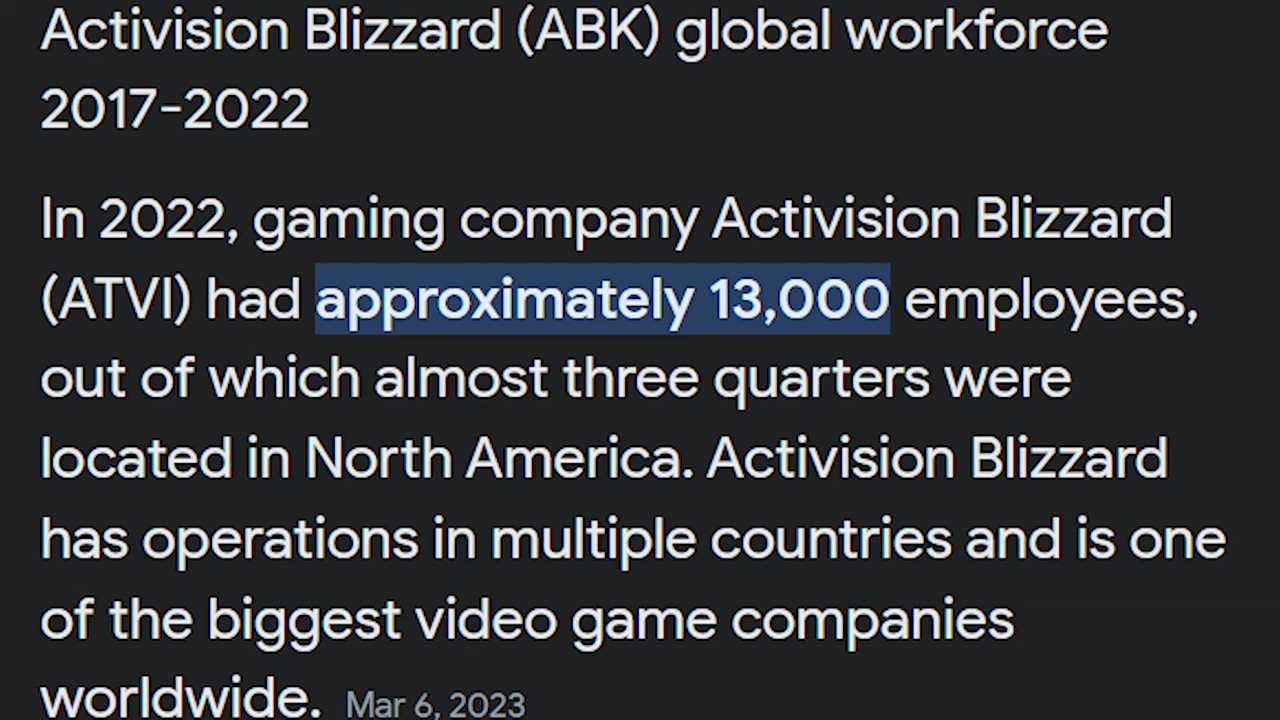 Activision Blizzard (ABK) global workforce
2017-2022
In 2022, gaming company Activision Blizzard
(ATVI) had approximately 13,000 employees,
out of which almost three quarters were
located in North America. Activision Blizzard
has operations in multiple countries and is one
of the biggest video game companies
worldwide. Mar 6, 2023